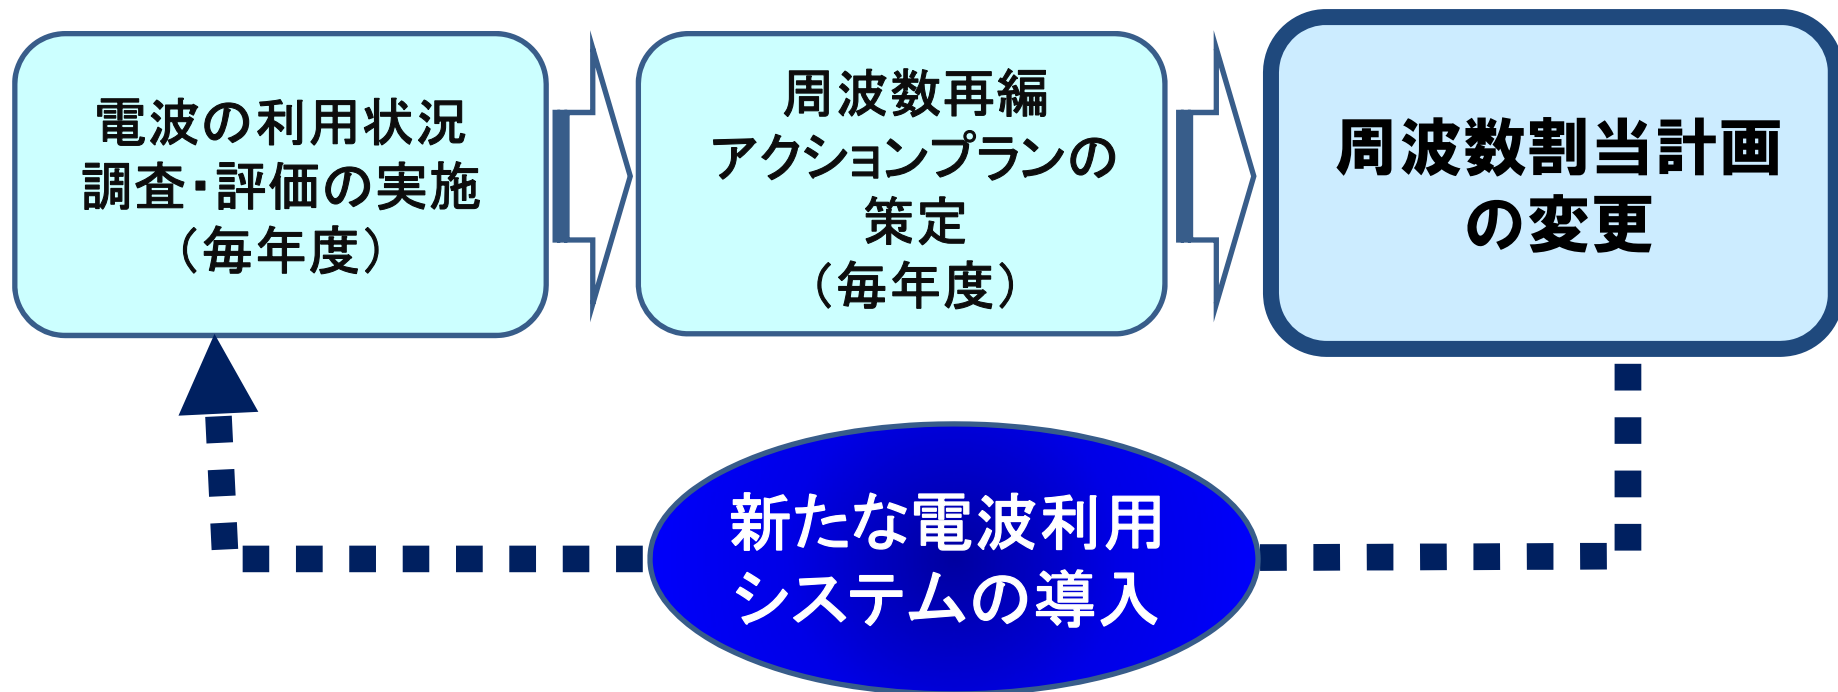 電波の利用状況
調査・評価の実施
（毎年度）
周波数再編
アクションプランの
策定
（毎年度）
周波数割当計画
の変更
新たな電波利用
システムの導入